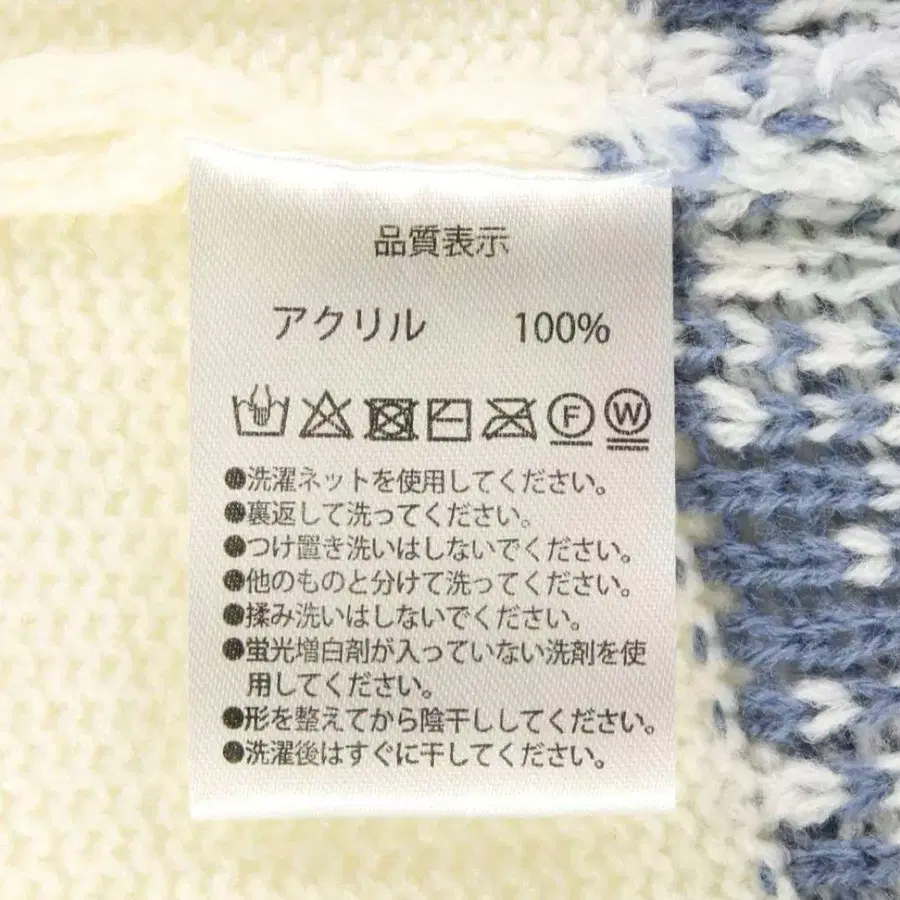 品質表示
アクリル 100%
F W
●洗濯ネットを使用してください。
●裏返して洗ってください。
●つけ置き洗いはしないでください。
●他のものと分けて洗ってください。
●揉み洗いはしないでください。
●蛍光増白剤が入っていない洗剤を使
用してください。
●形を整えてから陰干ししてください。
●洗濯後はすぐに干してください。